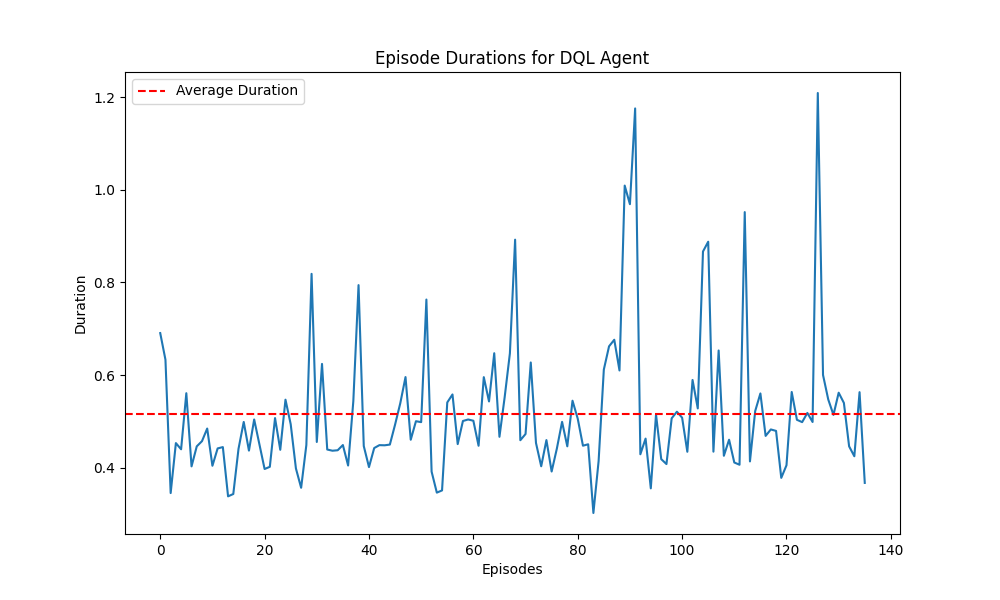 Episode Durations for DQL Agent
Average Duration
1.2
1.0
0.8
0.6
0.4
Duration
0 20 40 60 80 100 120 140
Episodes